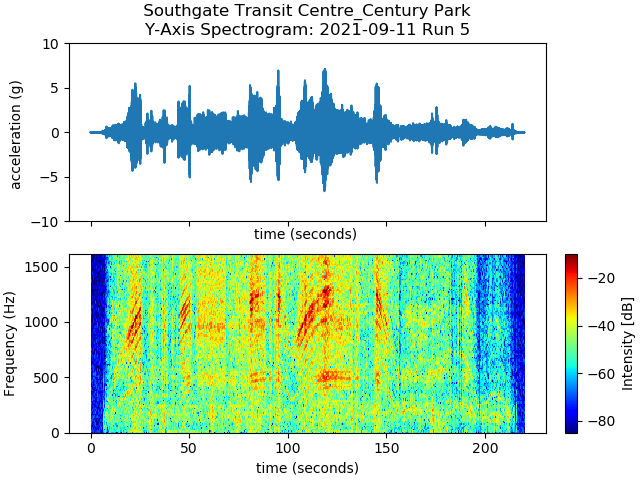 Southgate Transit Centre_Century Park
Y-Axis Spectrogram: 2021-09-11 Run 5
10
5
0
−5
−10
acceleration (g)
time (seconds)
1500
1000
500
0
Frequency (Hz)
0 50 100 150 200
time (seconds)
−20
−40
−60
−80
Intensity [dB]